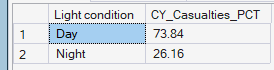 Light condition CY_Casualties_PCT
1 Day 73.84
2 Night 26.16